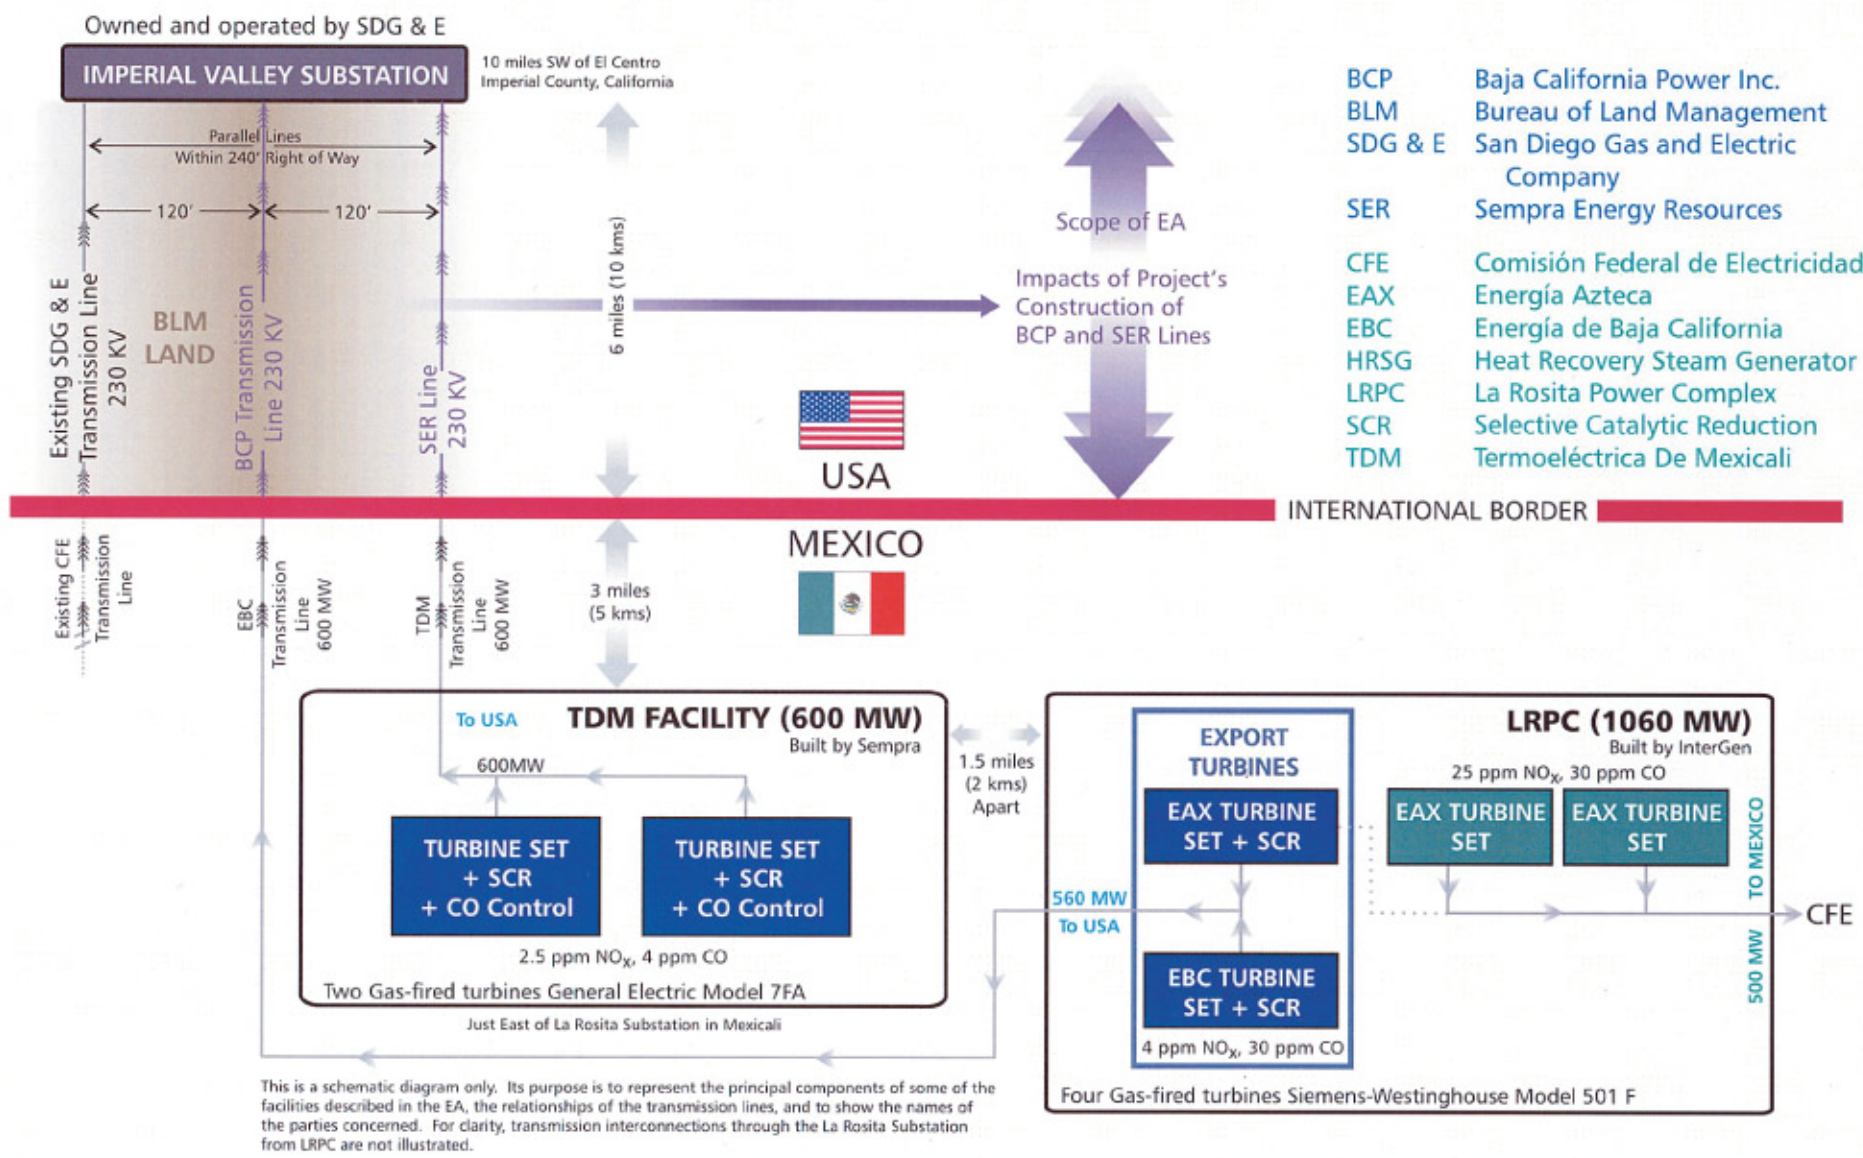 Owned and operated by SDG & E
IMPERIAL VALLEY SUBSTATION
10 miles SW of El Centro
Imperial County, California
Parallel Lines
Within 240' Right of Way
120'
120'
Existing SDG & E
Transmission Line
230 KV
BLM
LAND
BCP Transmission
Line 230 KV
SER Line
230 KV
6 miles (10 kms)
Scope of EA
Impacts of Project's
Construction of
BCP and SER Lines
USA
BCP Baja California Power Inc.
BLM Bureau of Land Management
SDG & E San Diego Gas and Electric
Company
SER Sempra Energy Resources
CFE Comisión Federal de Electricidad
EAX Energía Azteca
EBC Energía de Baja California
HRSG Heat Recovery Steam Generator
LRPC La Rosita Power Complex
SCR Selective Catalytic Reduction
TDM Termoeléctrica De Mexicali
INTERNATIONAL BORDER
MEXICO
Existing CFE
Transmission
Line
EBC
Transmission
Line
600 MW
TDM
Transmission
Line
600 MW
3 miles
(5 kms)
To USA
TDM FACILITY (600 MW)
Built by Sempra
600MW
TURBINE SET
+ SCR
+ CO Control
TURBINE SET
+ SCR
+ CO Control
2.5 ppm NOx, 4 ppm CO
Two Gas-fired turbines General Electric Model 7FA
Just East of La Rosita Substation in Mexicali
1.5 miles
(2 kms)
Apart
EXPORT
TURBINES
EAX TURBINE
SET + SCR
560 MW
To USA
EBC TURBINE
SET + SCR
4 ppm NOx, 30 ppm CO
LRPC (1060 MW)
Built by InterGen
25 ppm NOx, 30 ppm CO
EAX TURBINE
SET
EAX TURBINE
SET
500 MW TO MEXICO
CFE
Four Gas-fired turbines Siemens-Westinghouse Model 501 F
This is a schematic diagram only. Its purpose is to represent the principal components of some of the
facilities described in the EA, the relationships of the transmission lines, and to show the names of
the parties concerned. For clarity, transmission interconnections through the La Rosita Substation
from LRPC are not illustrated.